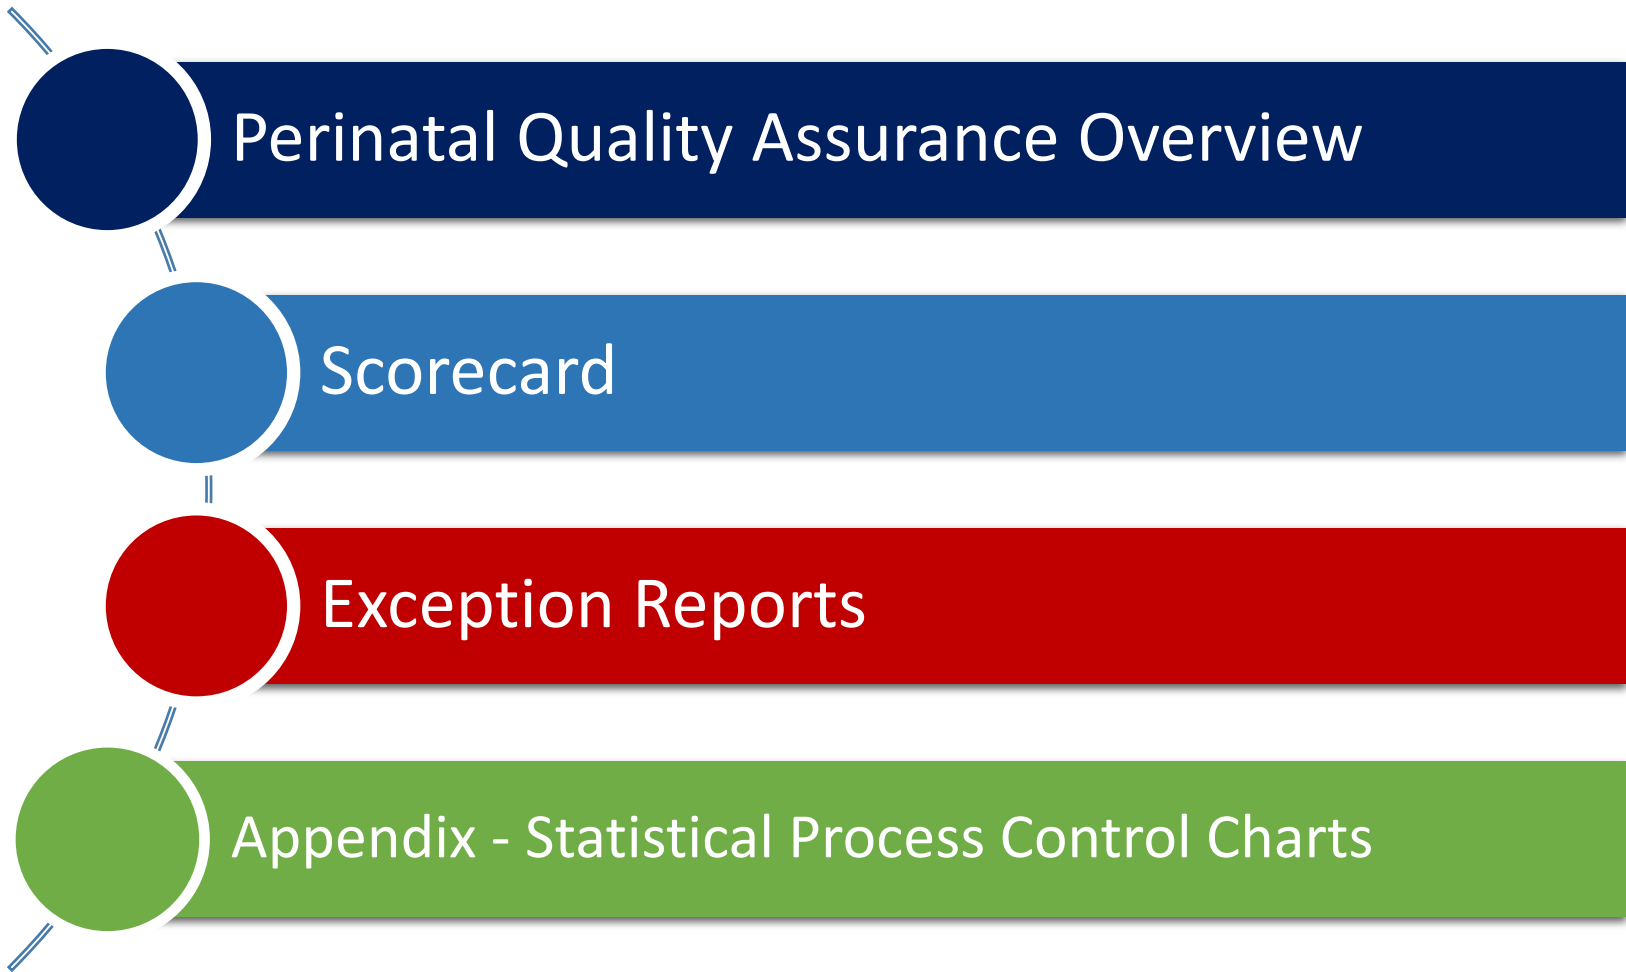 Perinatal Quality Assurance Overview
Scorecard
Exception Reports
Appendix - Statistical Process Control Charts